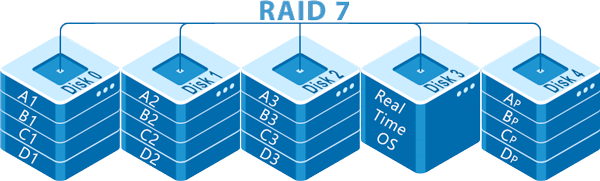 RAID 7
Disk 0
A1
B1
C1
D1
Disk 1
A2
B2
C2
D2
Disk 2
A3
B3
C3
D3
Disk 3
Real
Time
OS
Disk 4
AP
BP
CP
DP